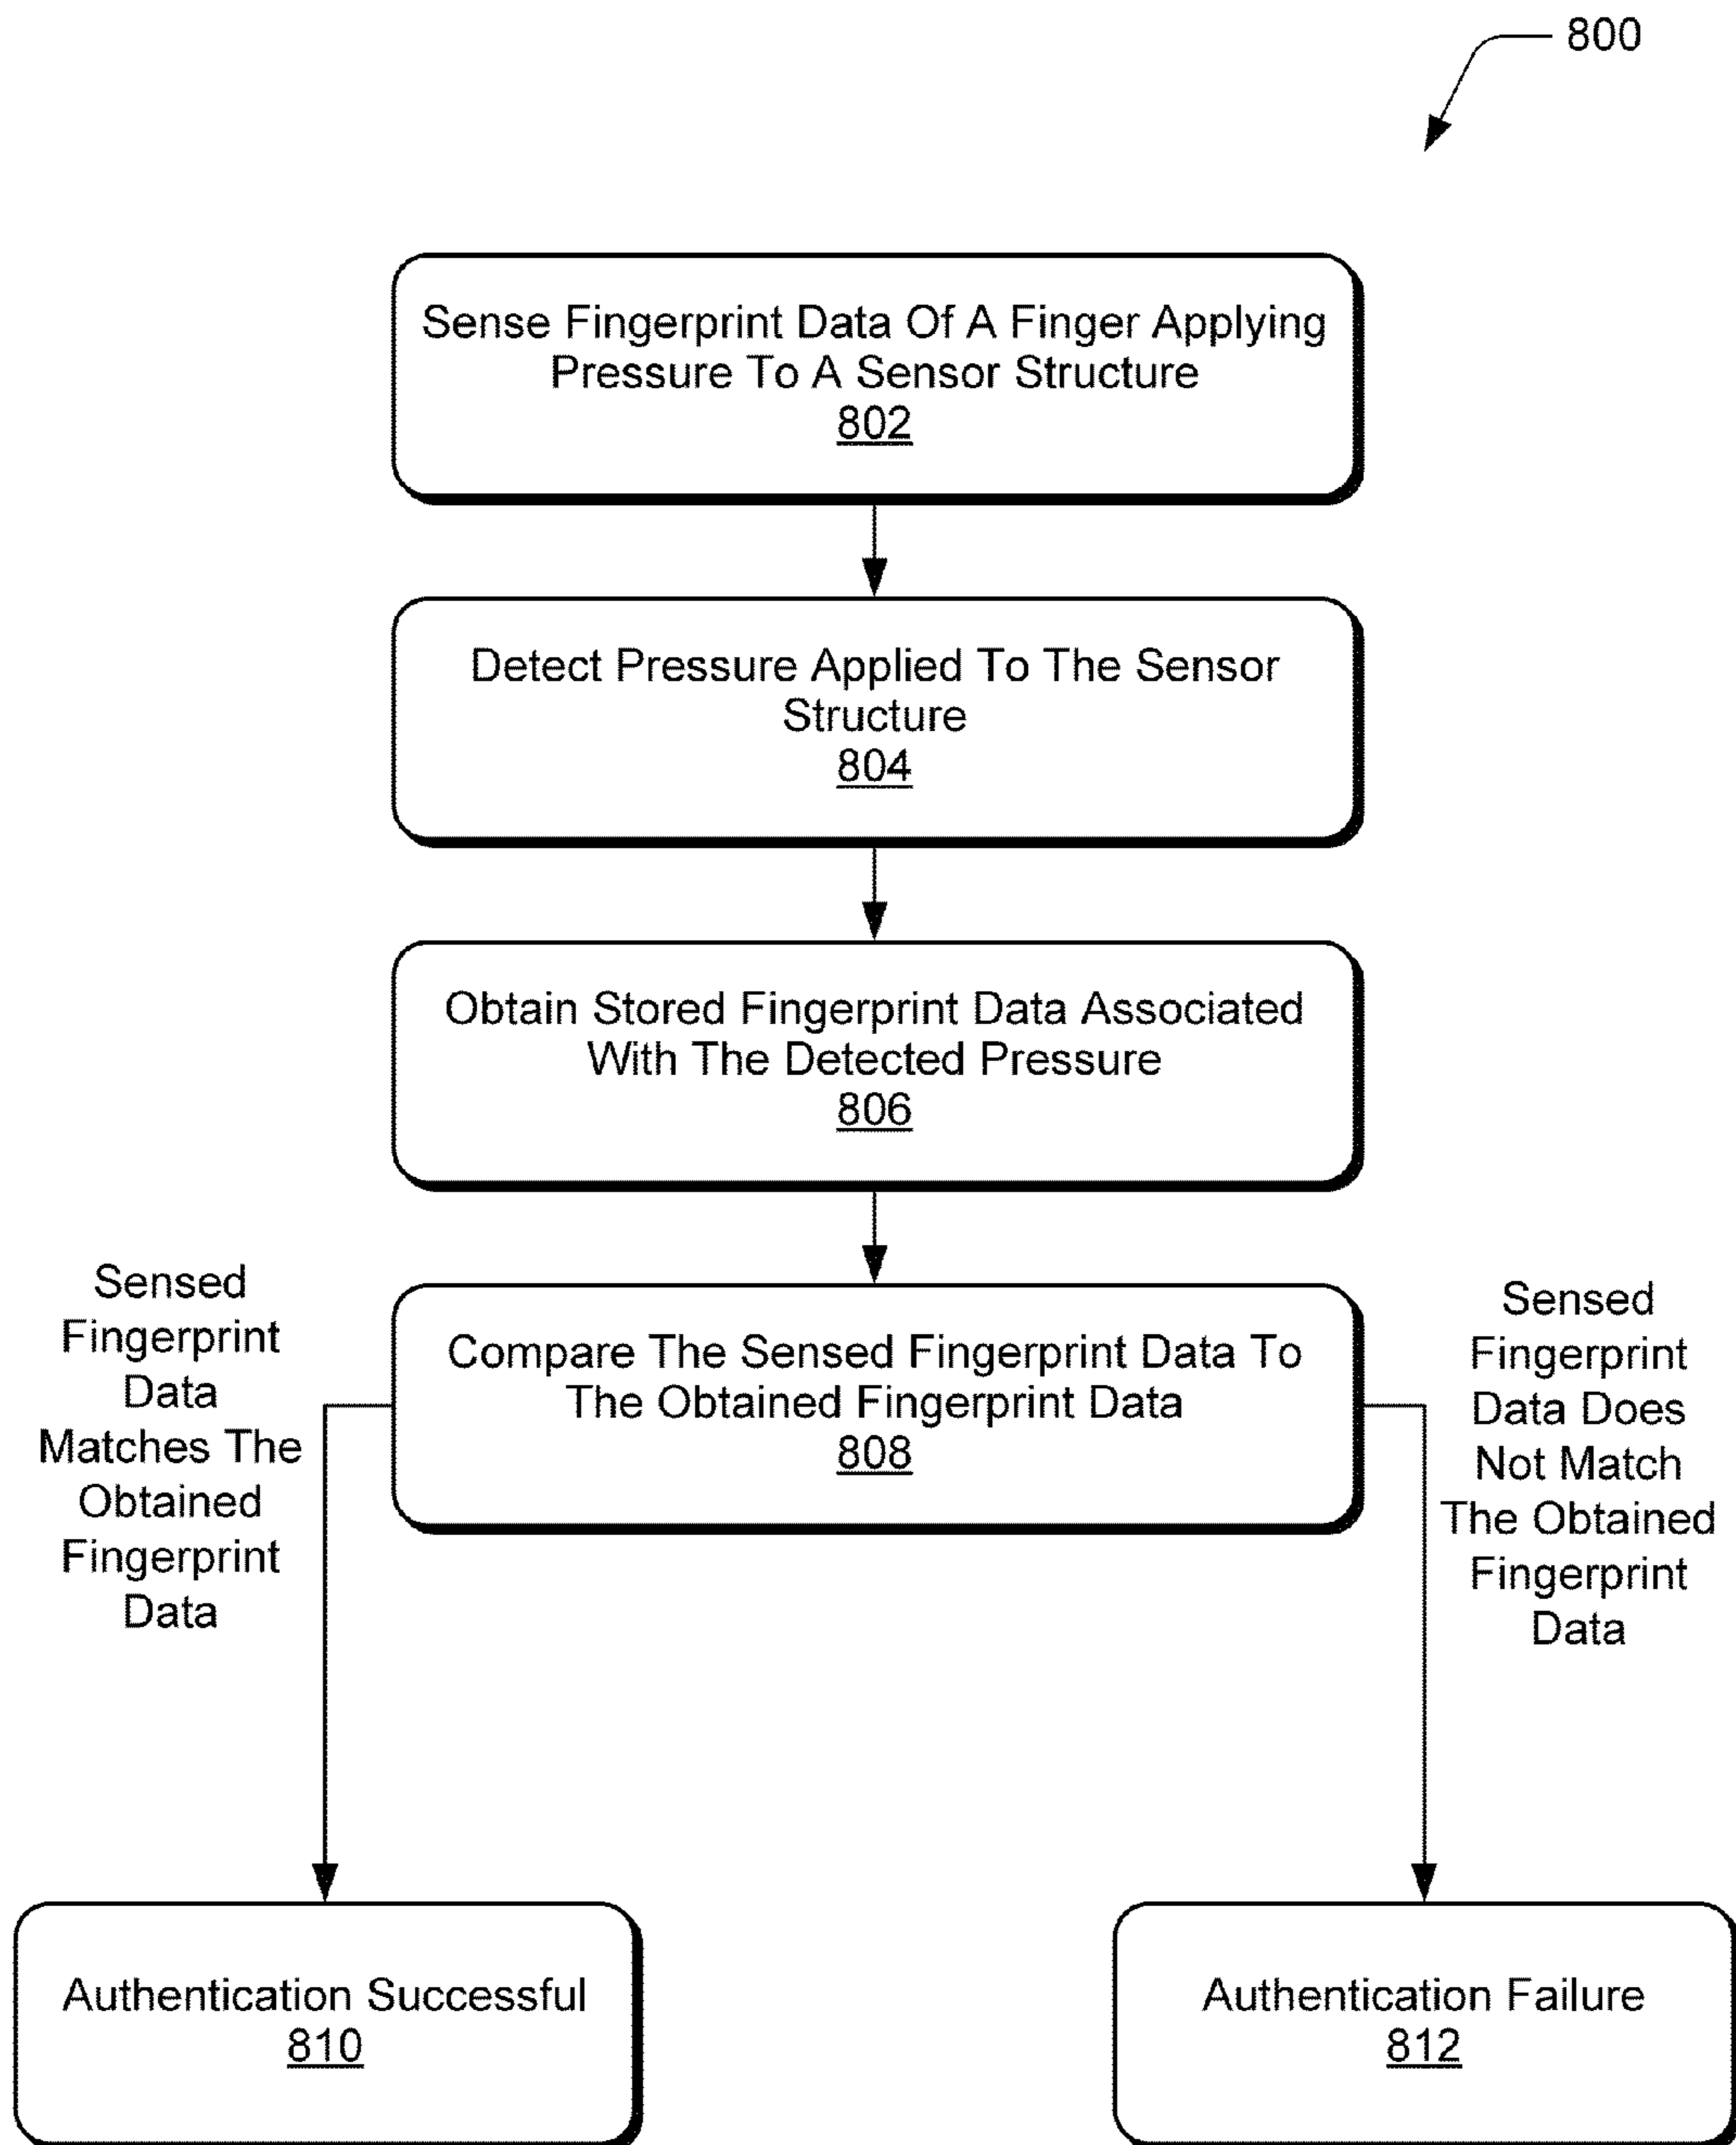 800
Sense Fingerprint Data Of A Finger Applying
Pressure To A Sensor Structure
802
Detect Pressure Applied To The Sensor
Structure
804
Obtain Stored Fingerprint Data Associated
With The Detected Pressure
806
Compare The Sensed Fingerprint Data To
The Obtained Fingerprint Data
808
Sensed
Fingerprint
Data
Matches The
Obtained
Fingerprint
Data
Sensed
Fingerprint
Data Does
Not Match
The Obtained
Fingerprint
Data
Authentication Successful
810
Authentication Failure
812